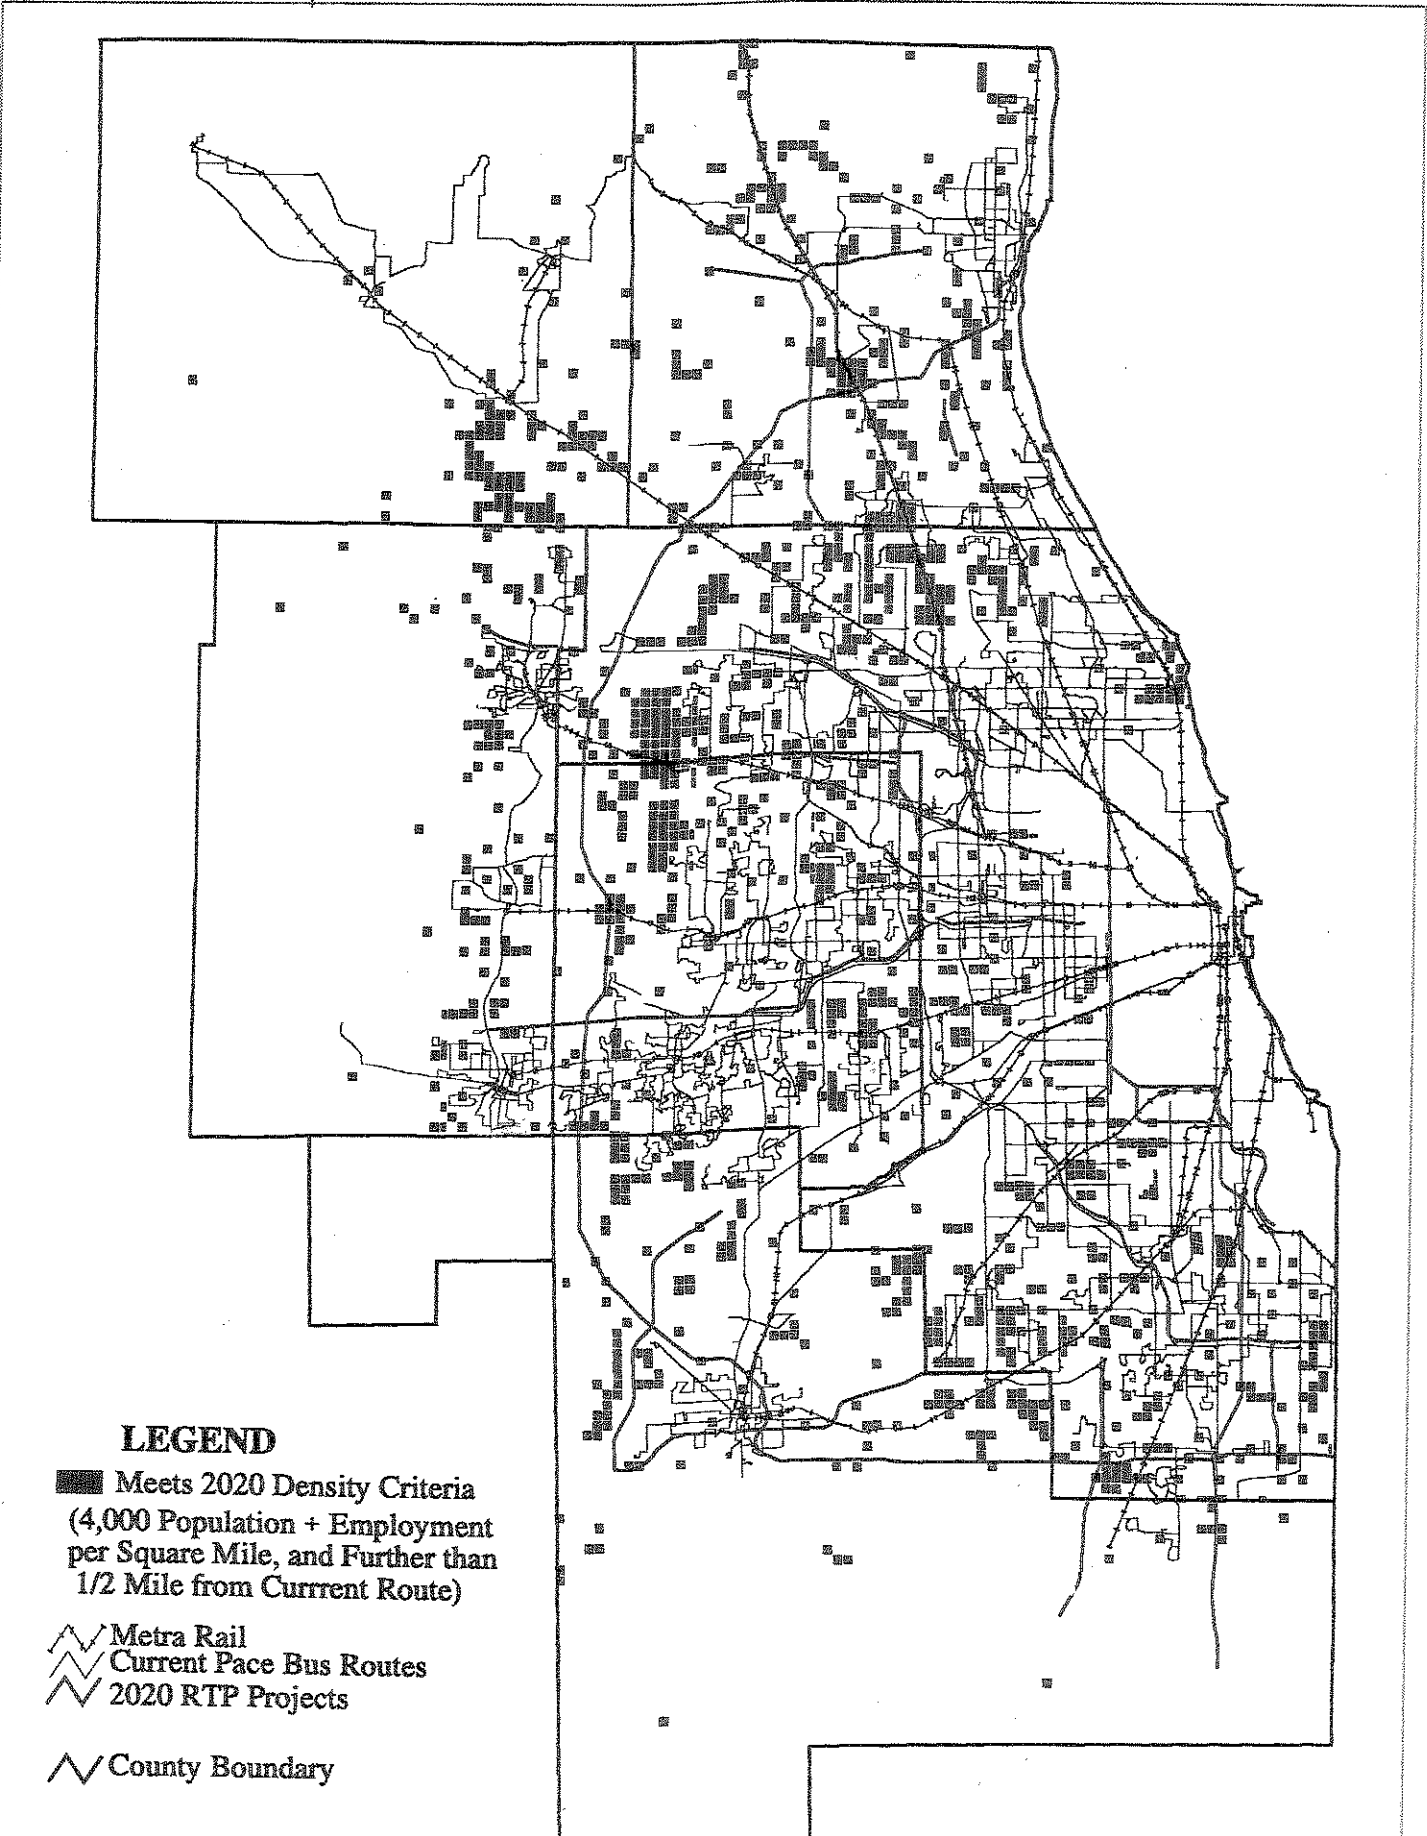 LEGEND
Meets 2020 Density Criteria
(4,000 Population + Employment
per Square Mile, and Further than
1/2 Mile from Currrent Route)
Metra Rail
Current Pace Bus Routes
2020 RTP Projects
County Boundary